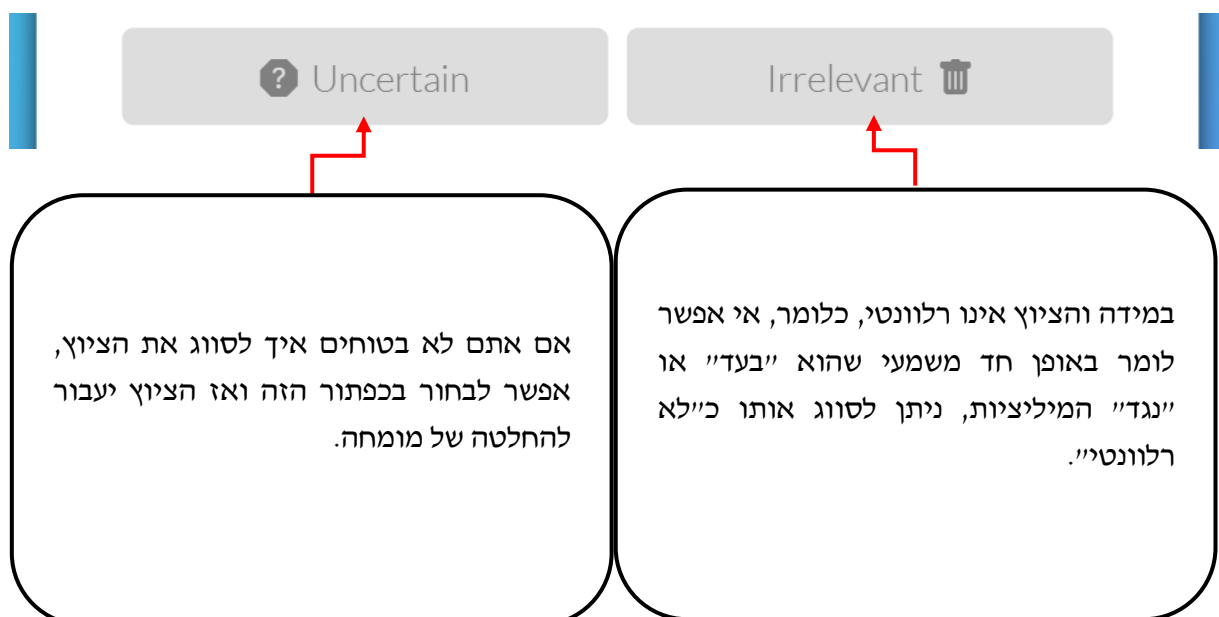 Uncertain
Irrelevant
במידה והציוץ אינו רלוונטי, כלומר, אי אפשר
לומר באופן חד משמעי שהוא ״בעד״ או
״נגד״ המיליציות, ניתן לסווג אותו כ״לא
רלוונטי״.
אם אתם לא בטוחים איך לסווג את הציוץ,
אפשר לבחור בכפתור הזה ואז הציוץ יעבור
להחלטה של מומחה.